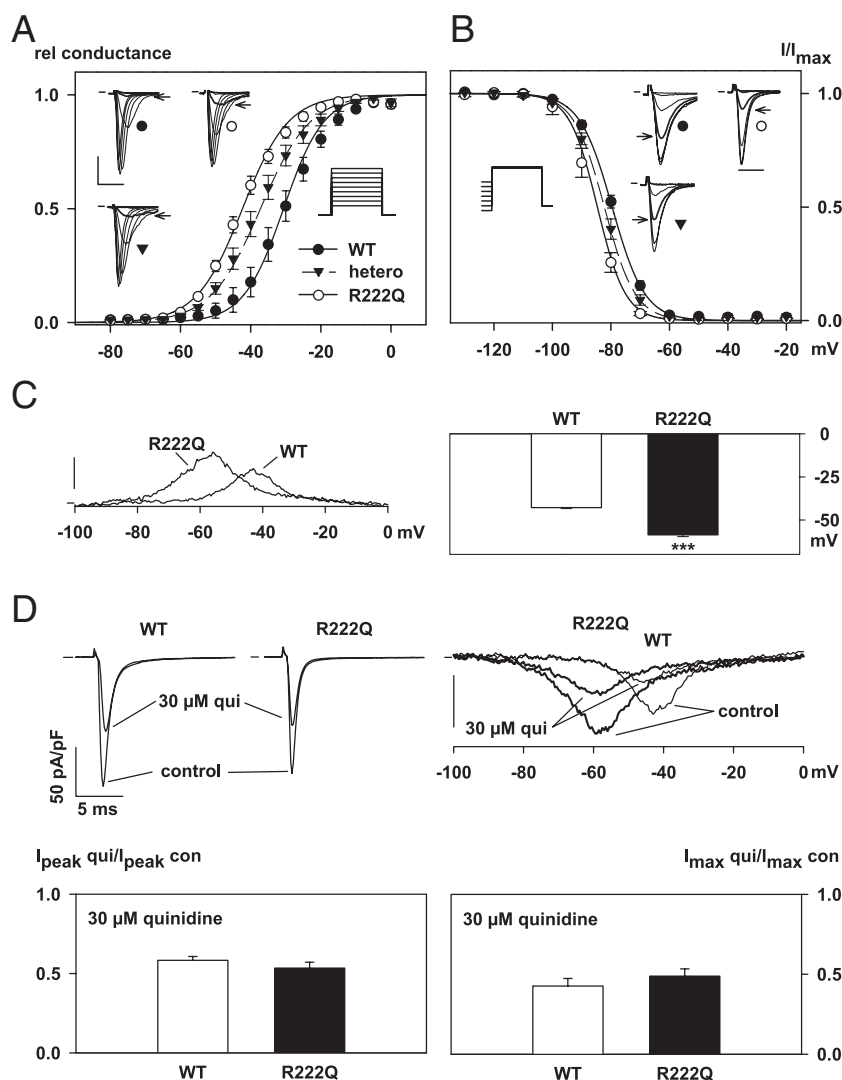 A
rel conductance
1.0
0.5
0.0
WT
hetero
R222Q
-80 -60 -40 -20 0
B
I/Imax
1.0
0.5
0.0
-120 -100 -80 -60 -40 -20 mV
C
R222Q
WT
-100 -80 -60 -40 -20 0 mV
WT R222Q
0
-25
-50
mV
***
D
WT
R222Q
30 µM qui
control
50 pA/pF
5 ms
R222Q
WT
30 µM qui
control
-100 -80 -60 -40 -20 0 mV
Ipeak qui/Ipeak con
1.0
30 µM quinidine
0.5
0.0
WT R222Q
Imax qui/Imax con
1.0
30 µM quinidine
0.5
0.0
WT R222Q